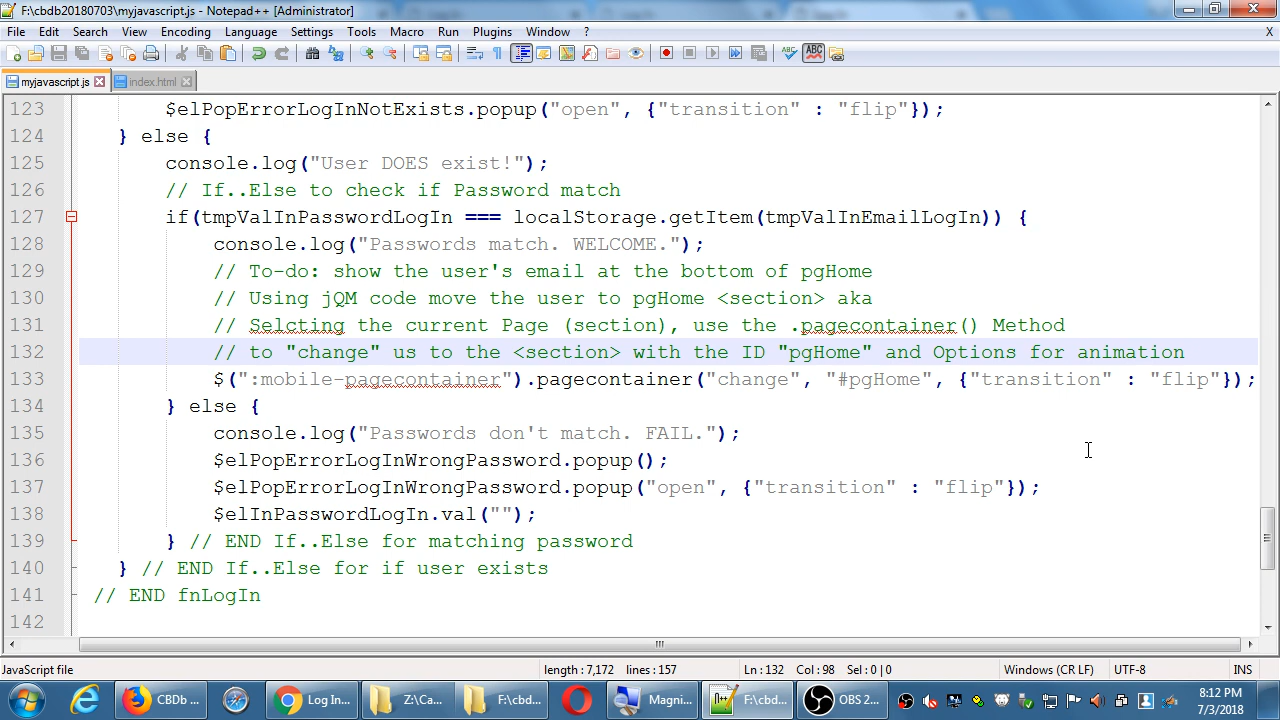 F:\cbdb20180703\myjavascript.js - Notepad++ [Administrator]
File Edit Search View Encoding Language Settings Tools Macro Run Plugins Window ? X
myjavascript.js index.html
123 $elPopErrorLogInNotExists.popup("open", {"transition" : "flip"});
124 } else {
125 console.log("User DOES exist!");
126 // If..Else to check if Password match
127 if(tmpValInPasswordLogIn === localStorage.getItem(tmpValInEmailLogIn)) {
128 console.log("Passwords match. WELCOME.");
129 // To-do: show the user's email at the bottom of pgHome
130 // Using jQM code move the user to pgHome <section> aka
131 // Selcting the current Page (section), use the .pagecontainer() Method
132 // to "change" us to the <section> with the ID "pgHome" and Options for animation
133 $(":mobile-pagecontainer").pagecontainer("change", "#pgHome", {"transition" : "flip"});
134 } else {
135 console.log("Passwords don't match. FAIL.");
136 $elPopErrorLogInWrongPassword.popup();
137 $elPopErrorLogInWrongPassword.popup("open", {"transition" : "flip"});
138 $elInPasswordLogIn.val("");
139 } // END If..Else for matching password
140 } // END If..Else for if user exists
141 // END fnLogIn
142
JavaScript file length : 7,172 lines : 157 Ln : 132 Col : 98 Sel : 0 | 0 Windows (CR LF) UTF-8 INS
CBDb ... Log In... Z:\Ca... F:\cbd... Magni... F:\cbd... OBS 2...
8:12 PM
7/3/2018